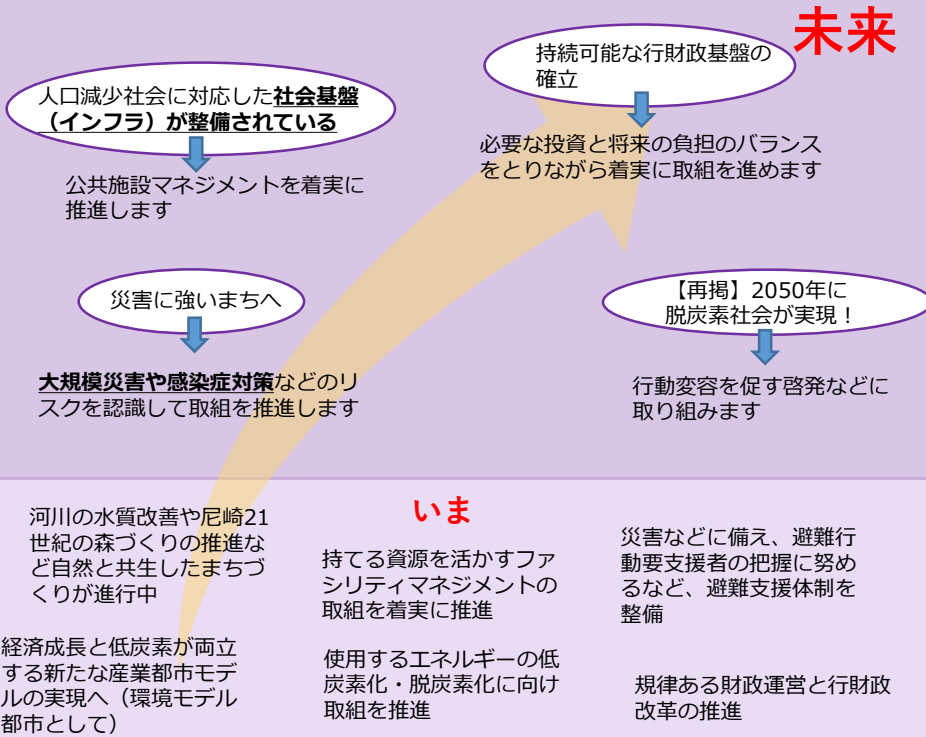 未来
人口減少社会に対応した社会基盤
（インフラ）が整備されている
公共施設マネジメントを着実に
推進します
持続可能な行財政基盤の
確立
必要な投資と将来の負担のバランス
をとりながら着実に取組を進めます
災害に強いまちへ
大規模災害や感染症対策などのリ
スクを認識して取組を推進します
【再掲】2050年に
脱炭素社会が実現！
行動変容を促す啓発などに
取り組みます
いま
河川の水質改善や尼崎21
世紀の森づくりの推進な
ど自然と共生したまちづ
くりが進行中
持てる資源を活かすファ
シリティマネジメントの
取組を着実に推進
災害などに備え、避難行
動要支援者の把握に努め
るなど、避難支援体制を
整備
経済成長と低炭素が両立
する新たな産業都市モデ
ルの実現へ（環境モデル
都市として）
使用するエネルギーの低
炭素化・脱炭素化に向け
取組を推進
規律ある財政運営と行財政
改革の推進